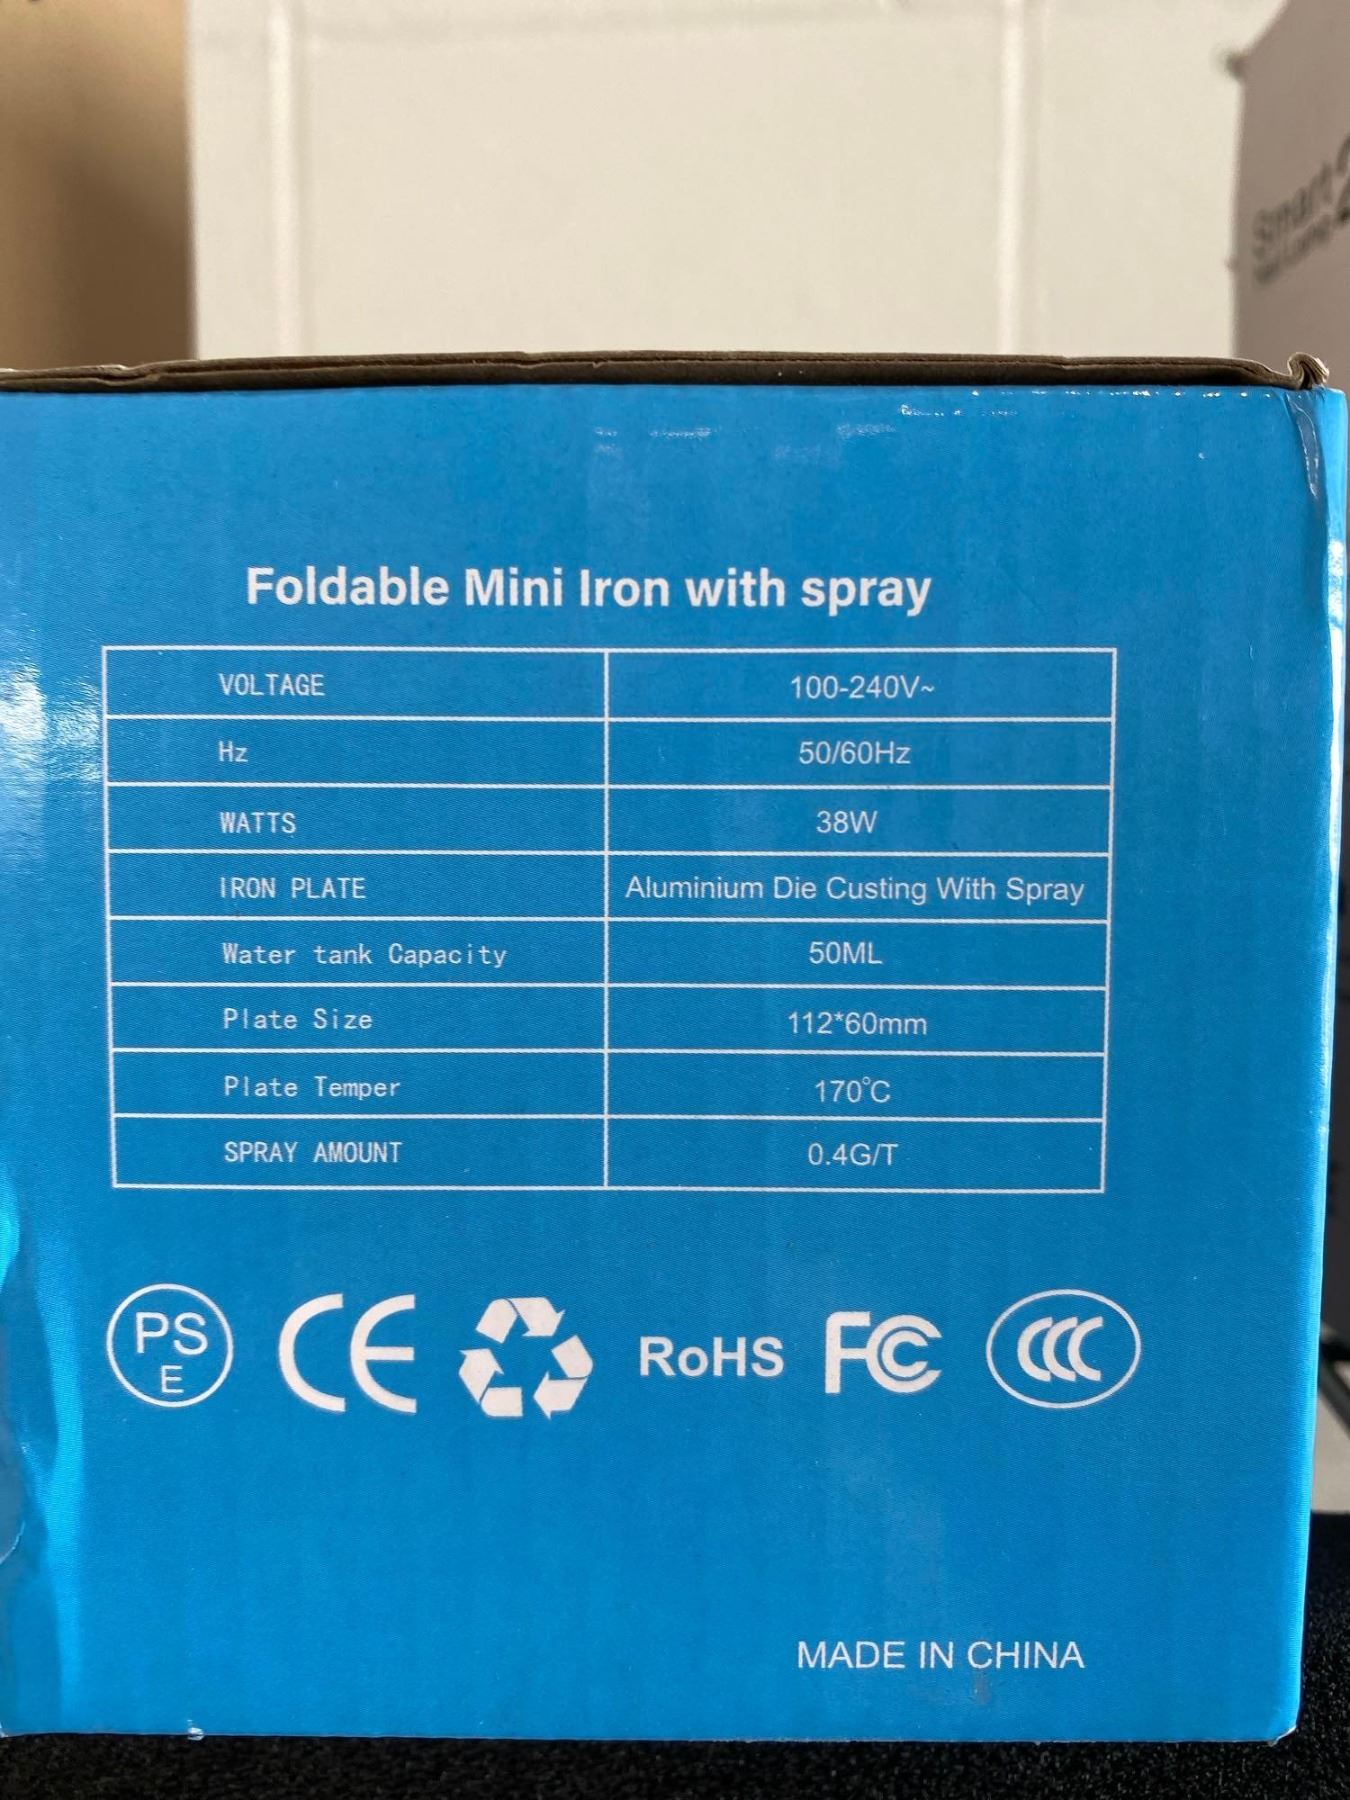 Smart
Foldable Mini Iron with spray
VOLTAGE 100-240V~
Hz 50/60Hz
WATTS 38W
IRON PLATE Aluminium Die Custing With Spray
Water tank Capacity 50ML
Plate Size 112*60mm
Plate Temper 170℃
SPRAY AMOUNT 0.4G/T
PS
E
CE RoHS FC CCC
MADE IN CHINA